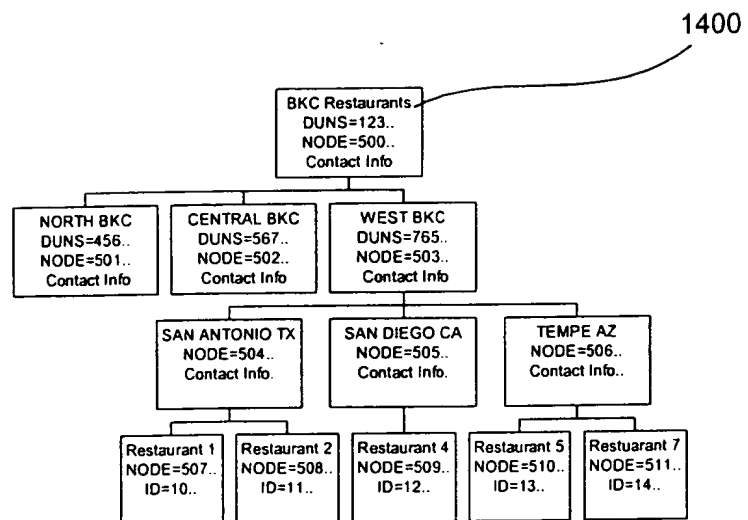 1400
BKC Restaurants
DUNS=123..
NODE=500..
Contact Info
NORTH BKC
DUNS=456..
NODE=501..
Contact Info
CENTRAL BKC
DUNS=567..
NODE=502..
Contact Info
WEST BKC
DUNS=765..
NODE=503..
Contact Info
SAN ANTONIO TX
NODE=504..
Contact Info.
SAN DIEGO CA
NODE=505..
Contact Info.
TEMPE AZ
NODE=506..
Contact Info..
Restaurant 1
NODE=507..
ID=10..
Restaurant 2
NODE=508..
ID=11..
Restaurant 4
NODE=509..
ID=12..
Restaurant 5
NODE=510..
ID=13..
Restuarant 7
NODE=511..
ID=14..